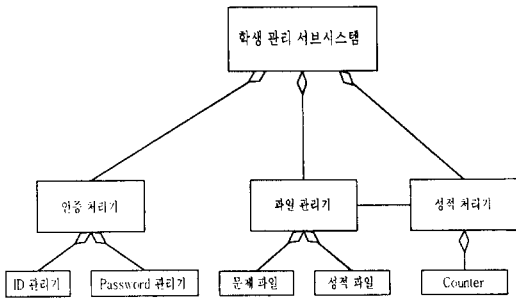 학생 관리 서브시스템
인증 처리기
파일 관리기
성적 처리기
ID 관리기
Password 관리기
문제 파일
성적 파일
Counter